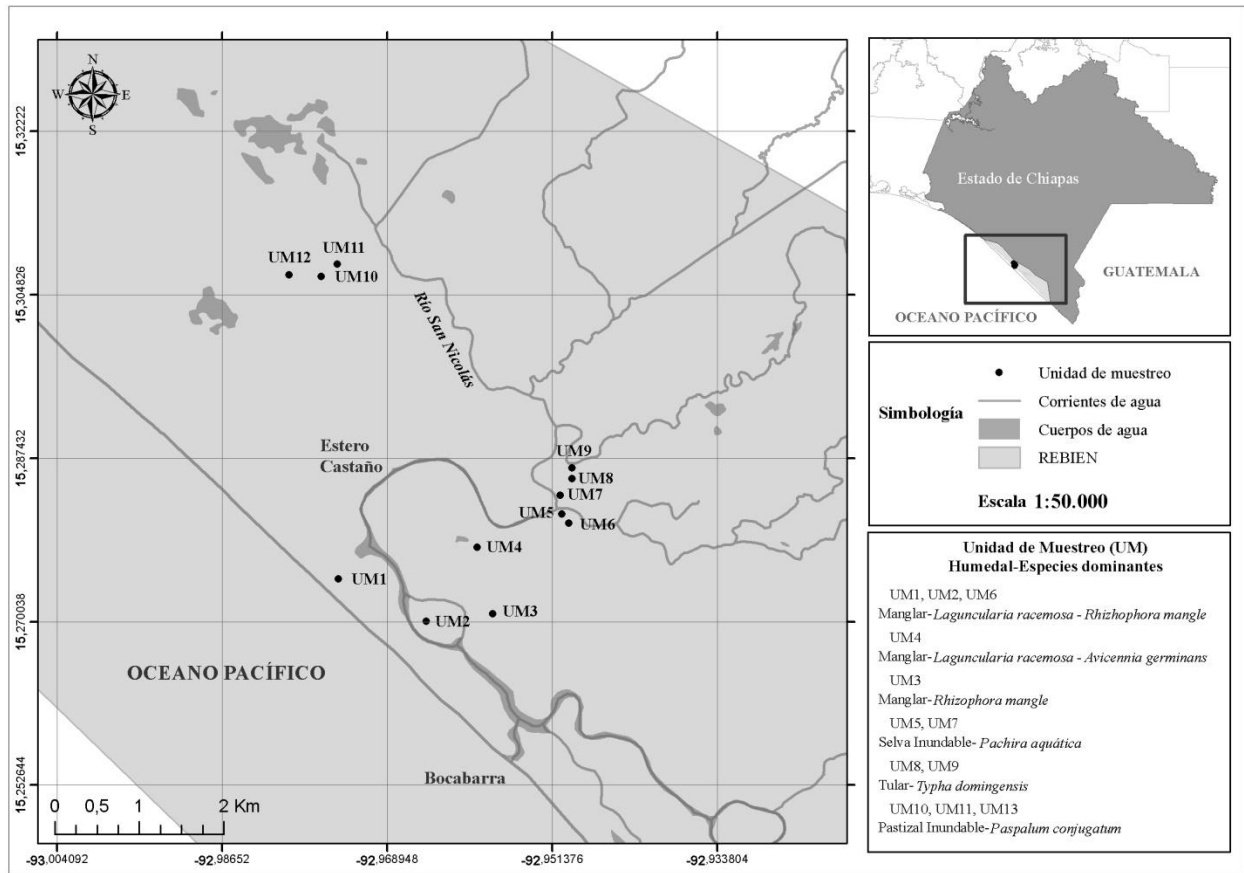 N
W E
S
15,32222
15,304826
15,287432
15,270038
15,252644
UM11
UM12
UM10
Río San Nicolás
Estero
Castaño
UM9
UM8
UM7
UM5
UM6
UM4
UM1
UM3
UM2
OCEANO PACÍFICO
Bocabarra
0 0,5 1 2 Km
-93.004092 -92.98652 -92.968948 -92.951376 -92.933804
Estado de Chiapas
GUATEMALA
OCEANO PACÍFICO
Simbología
Unidad de muestreo
Corrientes de agua
Cuerpos de agua
REBIEN
Escala 1:50.000
Unidad de Muestreo (UM)
Humedal-Especies dominantes
UM1, UM2, UM6
Manglar-Laguncularia racemosa - Rhizhophora mangle
UM4
Manglar-Laguncularia racemosa - Avicennia germinans
UM3
Manglar-Rhizophora mangle
UM5, UM7
Selva Inundable- Pachira aquática
UM8, UM9
Tular- Typha domingensis
UM10, UM11, UM13
Pastizal Inundable-Paspalum conjugatum